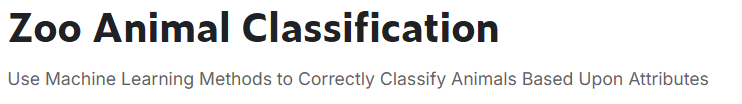 Zoo Animal Classification
Use Machine Learning Methods to Correctly Classify Animals Based Upon Attributes